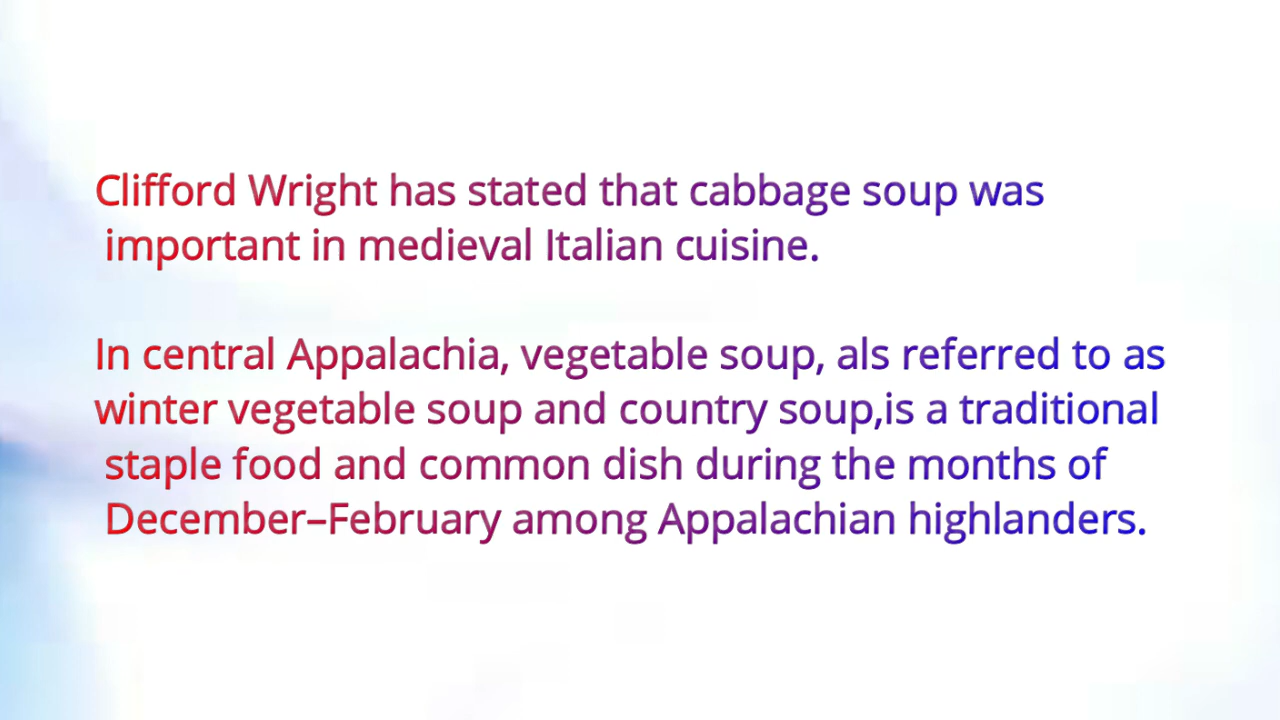 Clifford Wright has stated that cabbage soup was
important in medieval Italian cuisine.
In central Appalachia, vegetable soup, als referred to as
winter vegetable soup and country soup,is a traditional
staple food and common dish during the months of
December–February among Appalachian highlanders.